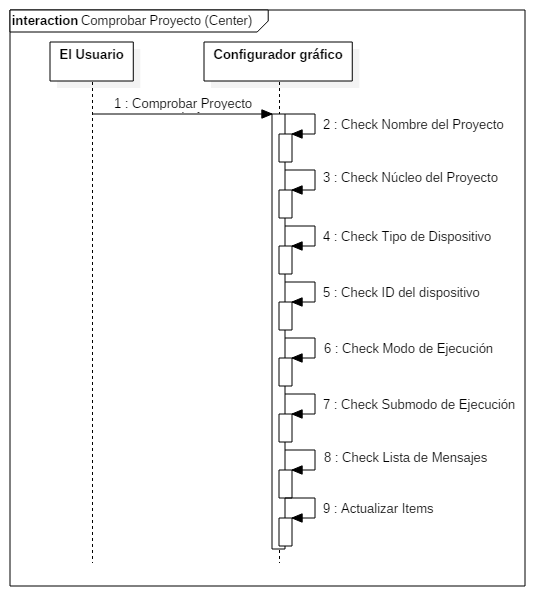 interaction Comprobar Proyecto (Center)
El Usuario
Configurador gráfico
1 : Comprobar Proyecto
2 : Check Nombre del Proyecto
3 : Check Núcleo del Proyecto
4 : Check Tipo de Dispositivo
5 : Check ID del dispositivo
6 : Check Modo de Ejecución
7 : Check Submodo de Ejecución
8 : Check Lista de Mensajes
9 : Actualizar Items